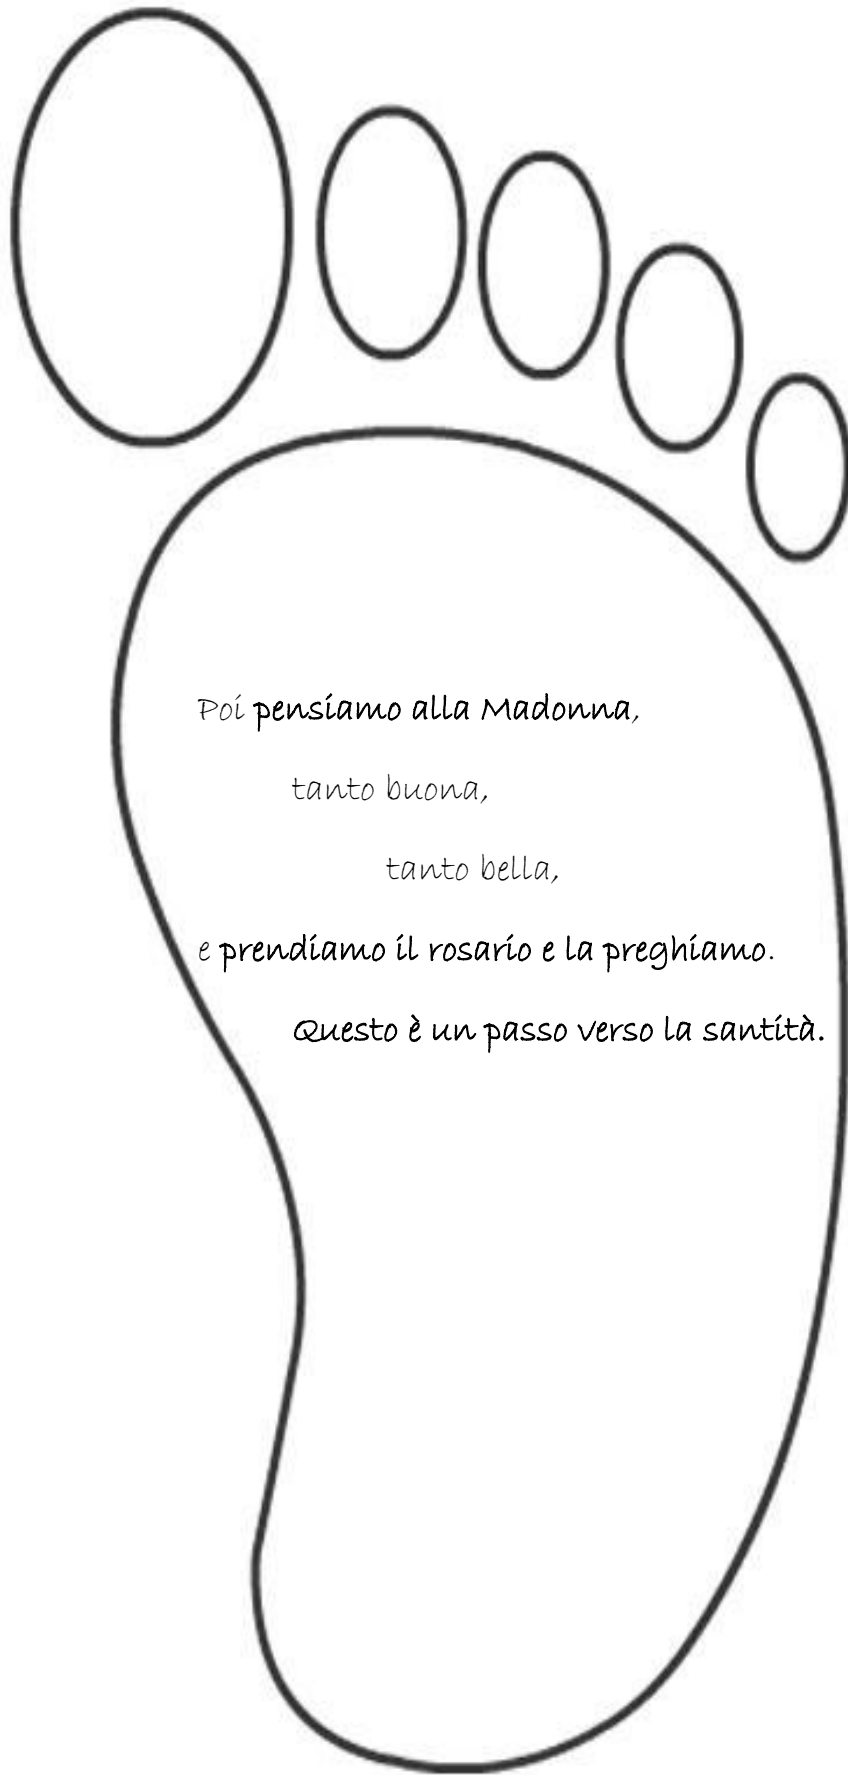 Poi pensiamo alla Madonna,
tanto buona,
tanto bella,
e prendiamo il rosario e la preghiamo.
Questo è un passo verso la santità.